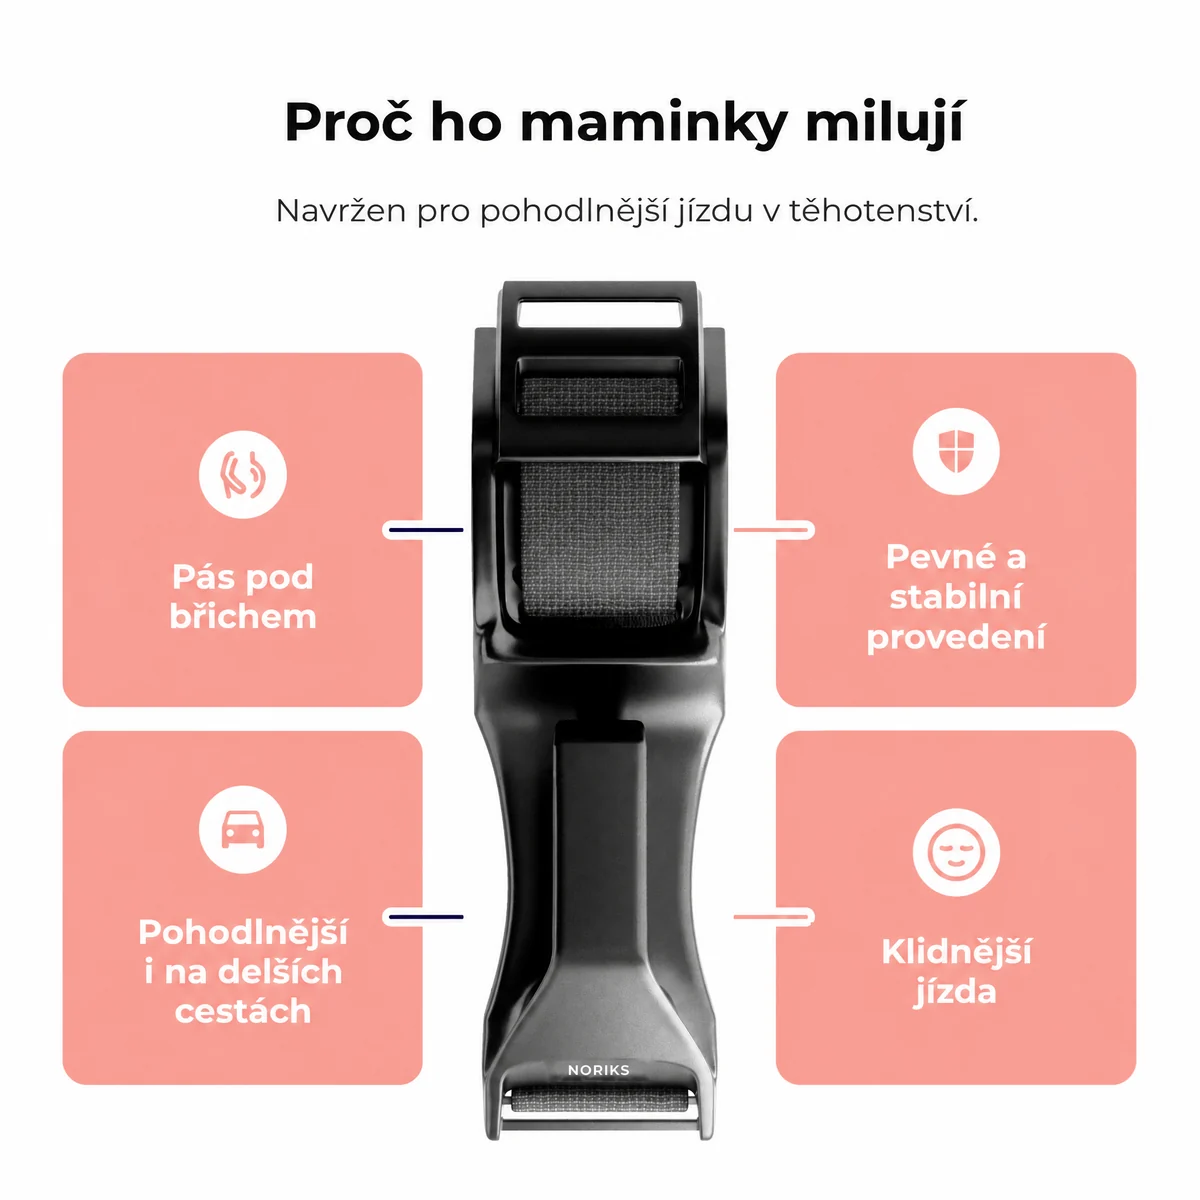 Proč ho maminky milují
Navržen pro pohodlnější jízdu v těhotenství.
Pás pod
břichem
Pevné a
stabilní
provedení
Pohodlnější
i na delších
cestách
Klidnější
jízda
NORIKS